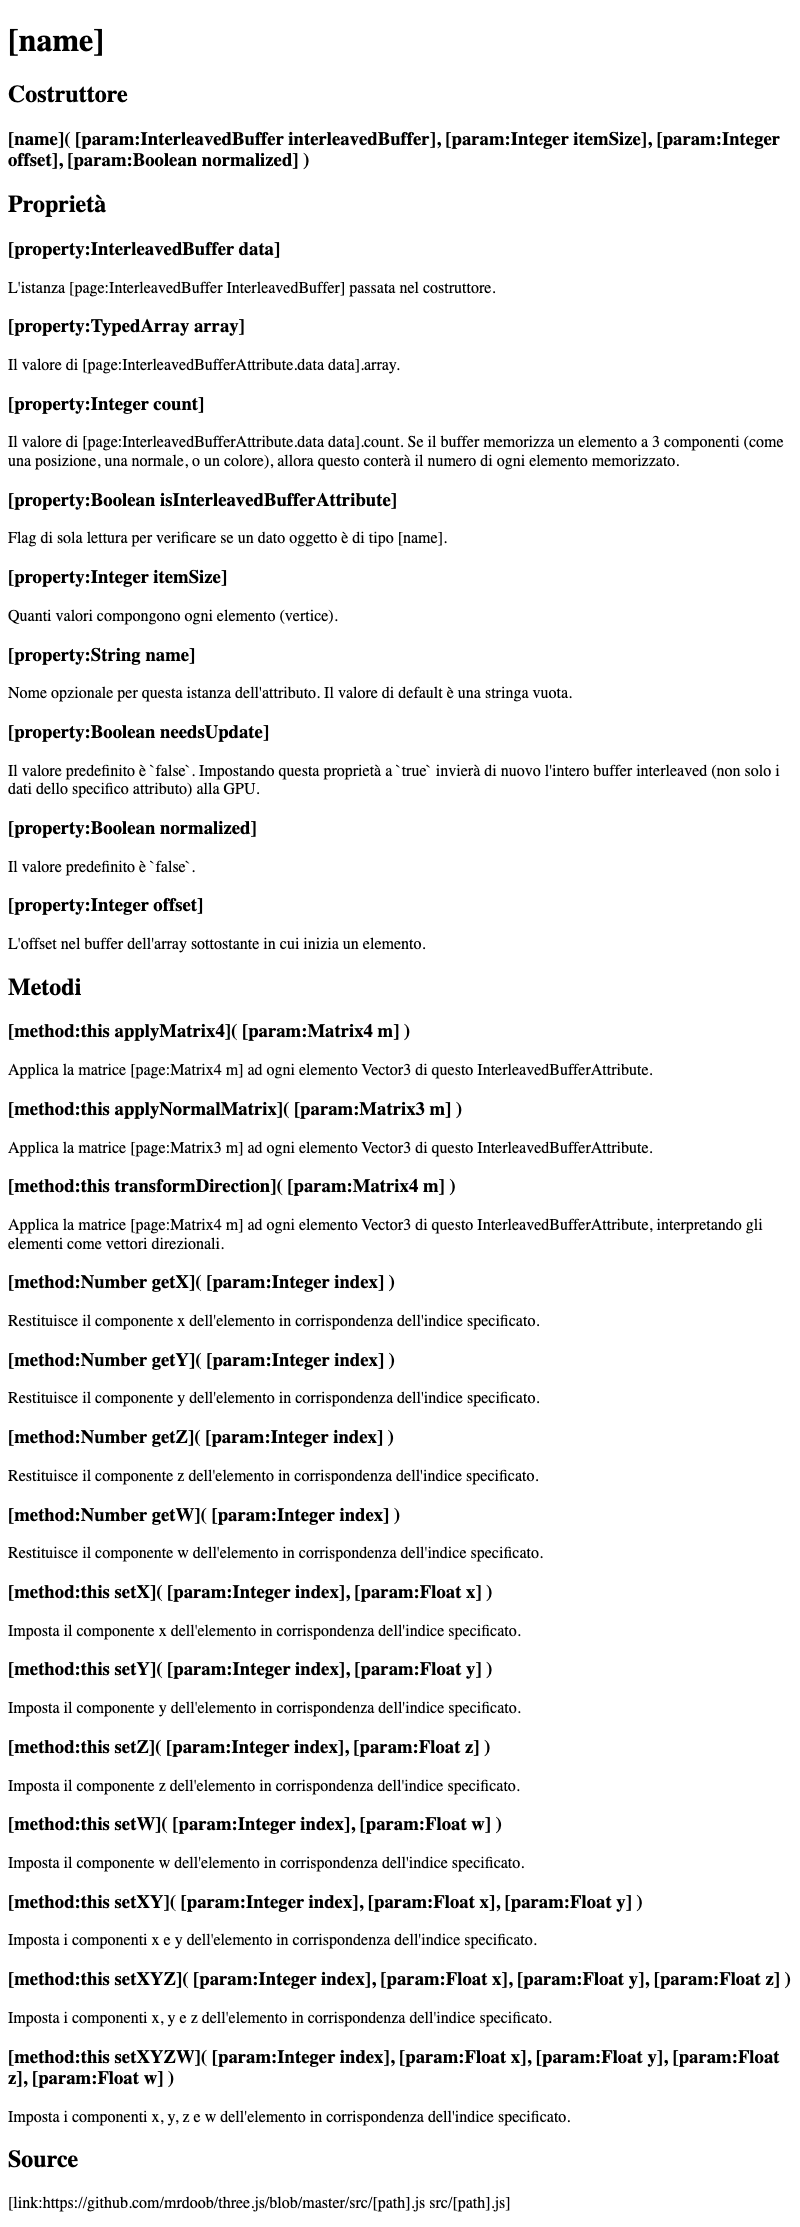 [name]
Costruttore
[name]( [param:InterleavedBuffer interleavedBuffer], [param:Integer itemSize], [param:Integer
offset], [param:Boolean normalized] )
Proprietà
[property:InterleavedBuffer data]
L'istanza [page:InterleavedBuffer InterleavedBuffer] passata nel costruttore.
[property:TypedArray array]
Il valore di [page:InterleavedBufferAttribute.data data].array.
[property:Integer count]
Il valore di [page:InterleavedBufferAttribute.data data].count. Se il buffer memorizza un elemento a 3 componenti (come
una posizione, una normale, o un colore), allora questo conterà il numero di ogni elemento memorizzato.
[property:Boolean isInterleavedBufferAttribute]
Flag di sola lettura per verificare se un dato oggetto è di tipo [name].
[property:Integer itemSize]
Quanti valori compongono ogni elemento (vertice).
[property:String name]
Nome opzionale per questa istanza dell'attributo. Il valore di default è una stringa vuota.
[property:Boolean needsUpdate]
Il valore predefinito è `false`. Impostando questa proprietà a `true` invierà di nuovo l'intero buffer interleaved (non solo i
dati dello specifico attributo) alla GPU.
[property:Boolean normalized]
Il valore predefinito è `false`.
[property:Integer offset]
L'offset nel buffer dell'array sottostante in cui inizia un elemento.
Metodi
[method:this applyMatrix4]( [param:Matrix4 m] )
Applica la matrice [page:Matrix4 m] ad ogni elemento Vector3 di questo InterleavedBufferAttribute.
[method:this applyNormalMatrix]( [param:Matrix3 m] )
Applica la matrice [page:Matrix3 m] ad ogni elemento Vector3 di questo InterleavedBufferAttribute.
[method:this transformDirection]( [param:Matrix4 m] )
Applica la matrice [page:Matrix4 m] ad ogni elemento Vector3 di questo InterleavedBufferAttribute, interpretando gli
elementi come vettori direzionali.
[method:Number getX]( [param:Integer index] )
Restituisce il componente x dell'elemento in corrispondenza dell'indice specificato.
[method:Number getY]( [param:Integer index] )
Restituisce il componente y dell'elemento in corrispondenza dell'indice specificato.
[method:Number getZ]( [param:Integer index] )
Restituisce il componente z dell'elemento in corrispondenza dell'indice specificato.
[method:Number getW]( [param:Integer index] )
Restituisce il componente w dell'elemento in corrispondenza dell'indice specificato.
[method:this setX]( [param:Integer index], [param:Float x] )
Imposta il componente x dell'elemento in corrispondenza dell'indice specificato.
[method:this setY]( [param:Integer index], [param:Float y] )
Imposta il componente y dell'elemento in corrispondenza dell'indice specificato.
[method:this setZ]( [param:Integer index], [param:Float z] )
Imposta il componente z dell'elemento in corrispondenza dell'indice specificato.
[method:this setW]( [param:Integer index], [param:Float w] )
Imposta il componente w dell'elemento in corrispondenza dell'indice specificato.
[method:this setXY]( [param:Integer index], [param:Float x], [param:Float y] )
Imposta i componenti x e y dell'elemento in corrispondenza dell'indice specificato.
[method:this setXYZ]( [param:Integer index], [param:Float x], [param:Float y], [param:Float z] )
Imposta i componenti x, y e z dell'elemento in corrispondenza dell'indice specificato.
[method:this setXYZW]( [param:Integer index], [param:Float x], [param:Float y], [param:Float
z], [param:Float w] )
Imposta i componenti x, y, z e w dell'elemento in corrispondenza dell'indice specificato.
Source
[link:https://github.com/mrdoob/three.js/blob/master/src/[path].js src/[path].js]